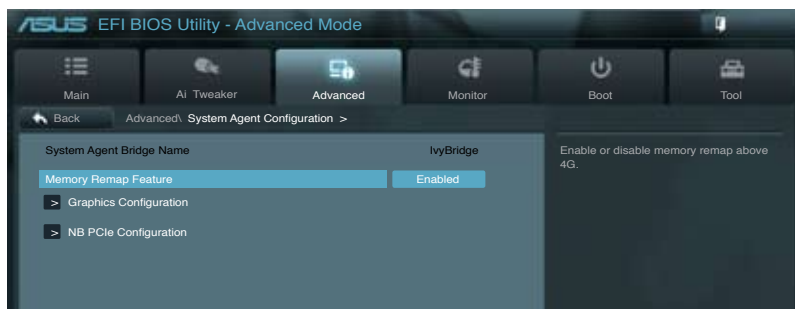 ASUS EFI BIOS Utility - Advanced Mode
Main Ai Tweaker Advanced Monitor Boot Tool
Back Advanced\ System Agent Configuration >
System Agent Bridge Name IvyBridge
Memory Remap Feature Enabled
> Graphics Configuration
> NB PCIe Configuration
Enable or disable memory remap above
4G.